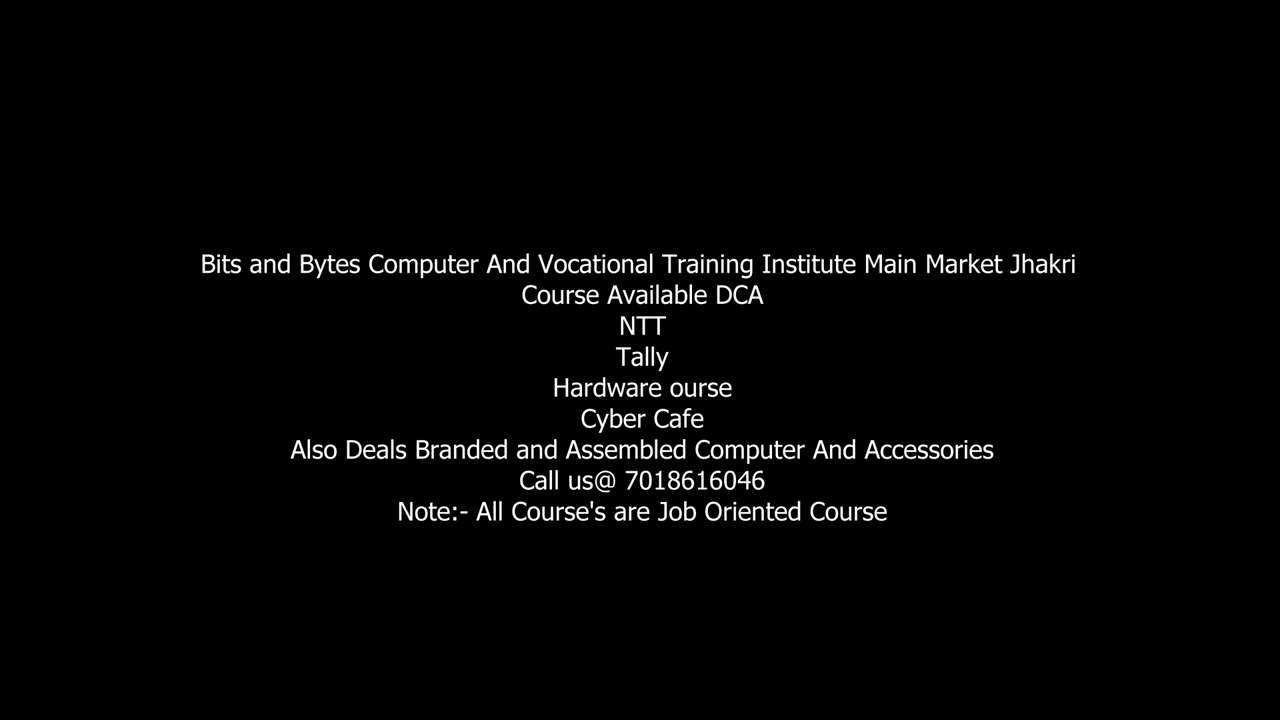 Bits and Bytes Computer And Vocational Training Institute Main Market Jhakri
Course Available DCA
NTT
Tally
Hardware ourse
Cyber Cafe
Also Deals Branded and Assembled Computer And Accessories
Call us@ 7018616046
Note:- All Course's are Job Oriented Course